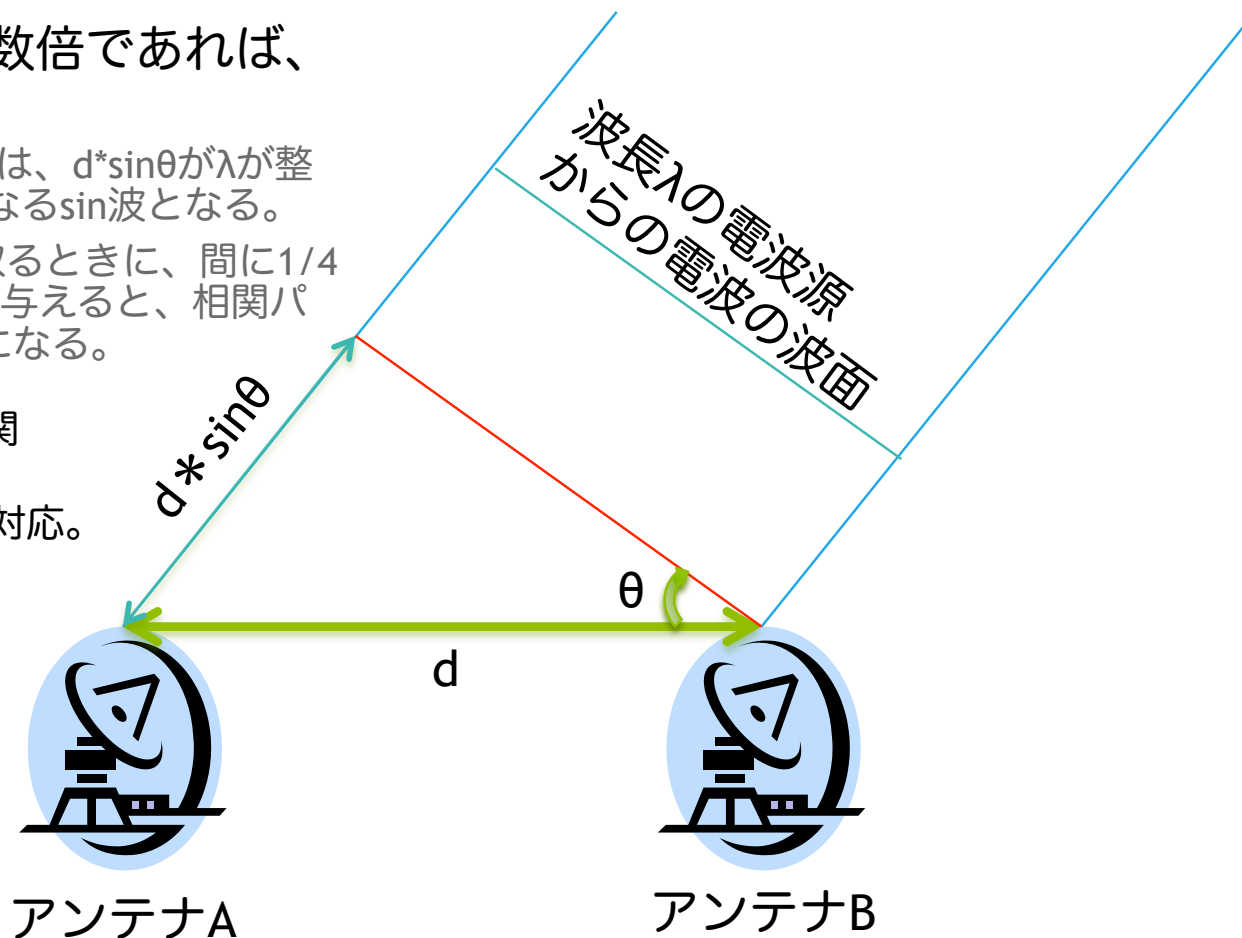 数倍であれば、
は、d*sinθがλが整
なるsin波となる。
るときに、間に1/4
与えると、相関パ
になる。
関
対応。
波長λの電波源
からの電波の波面
d＊sinθ
θ
d
アンテナA
アンテナB